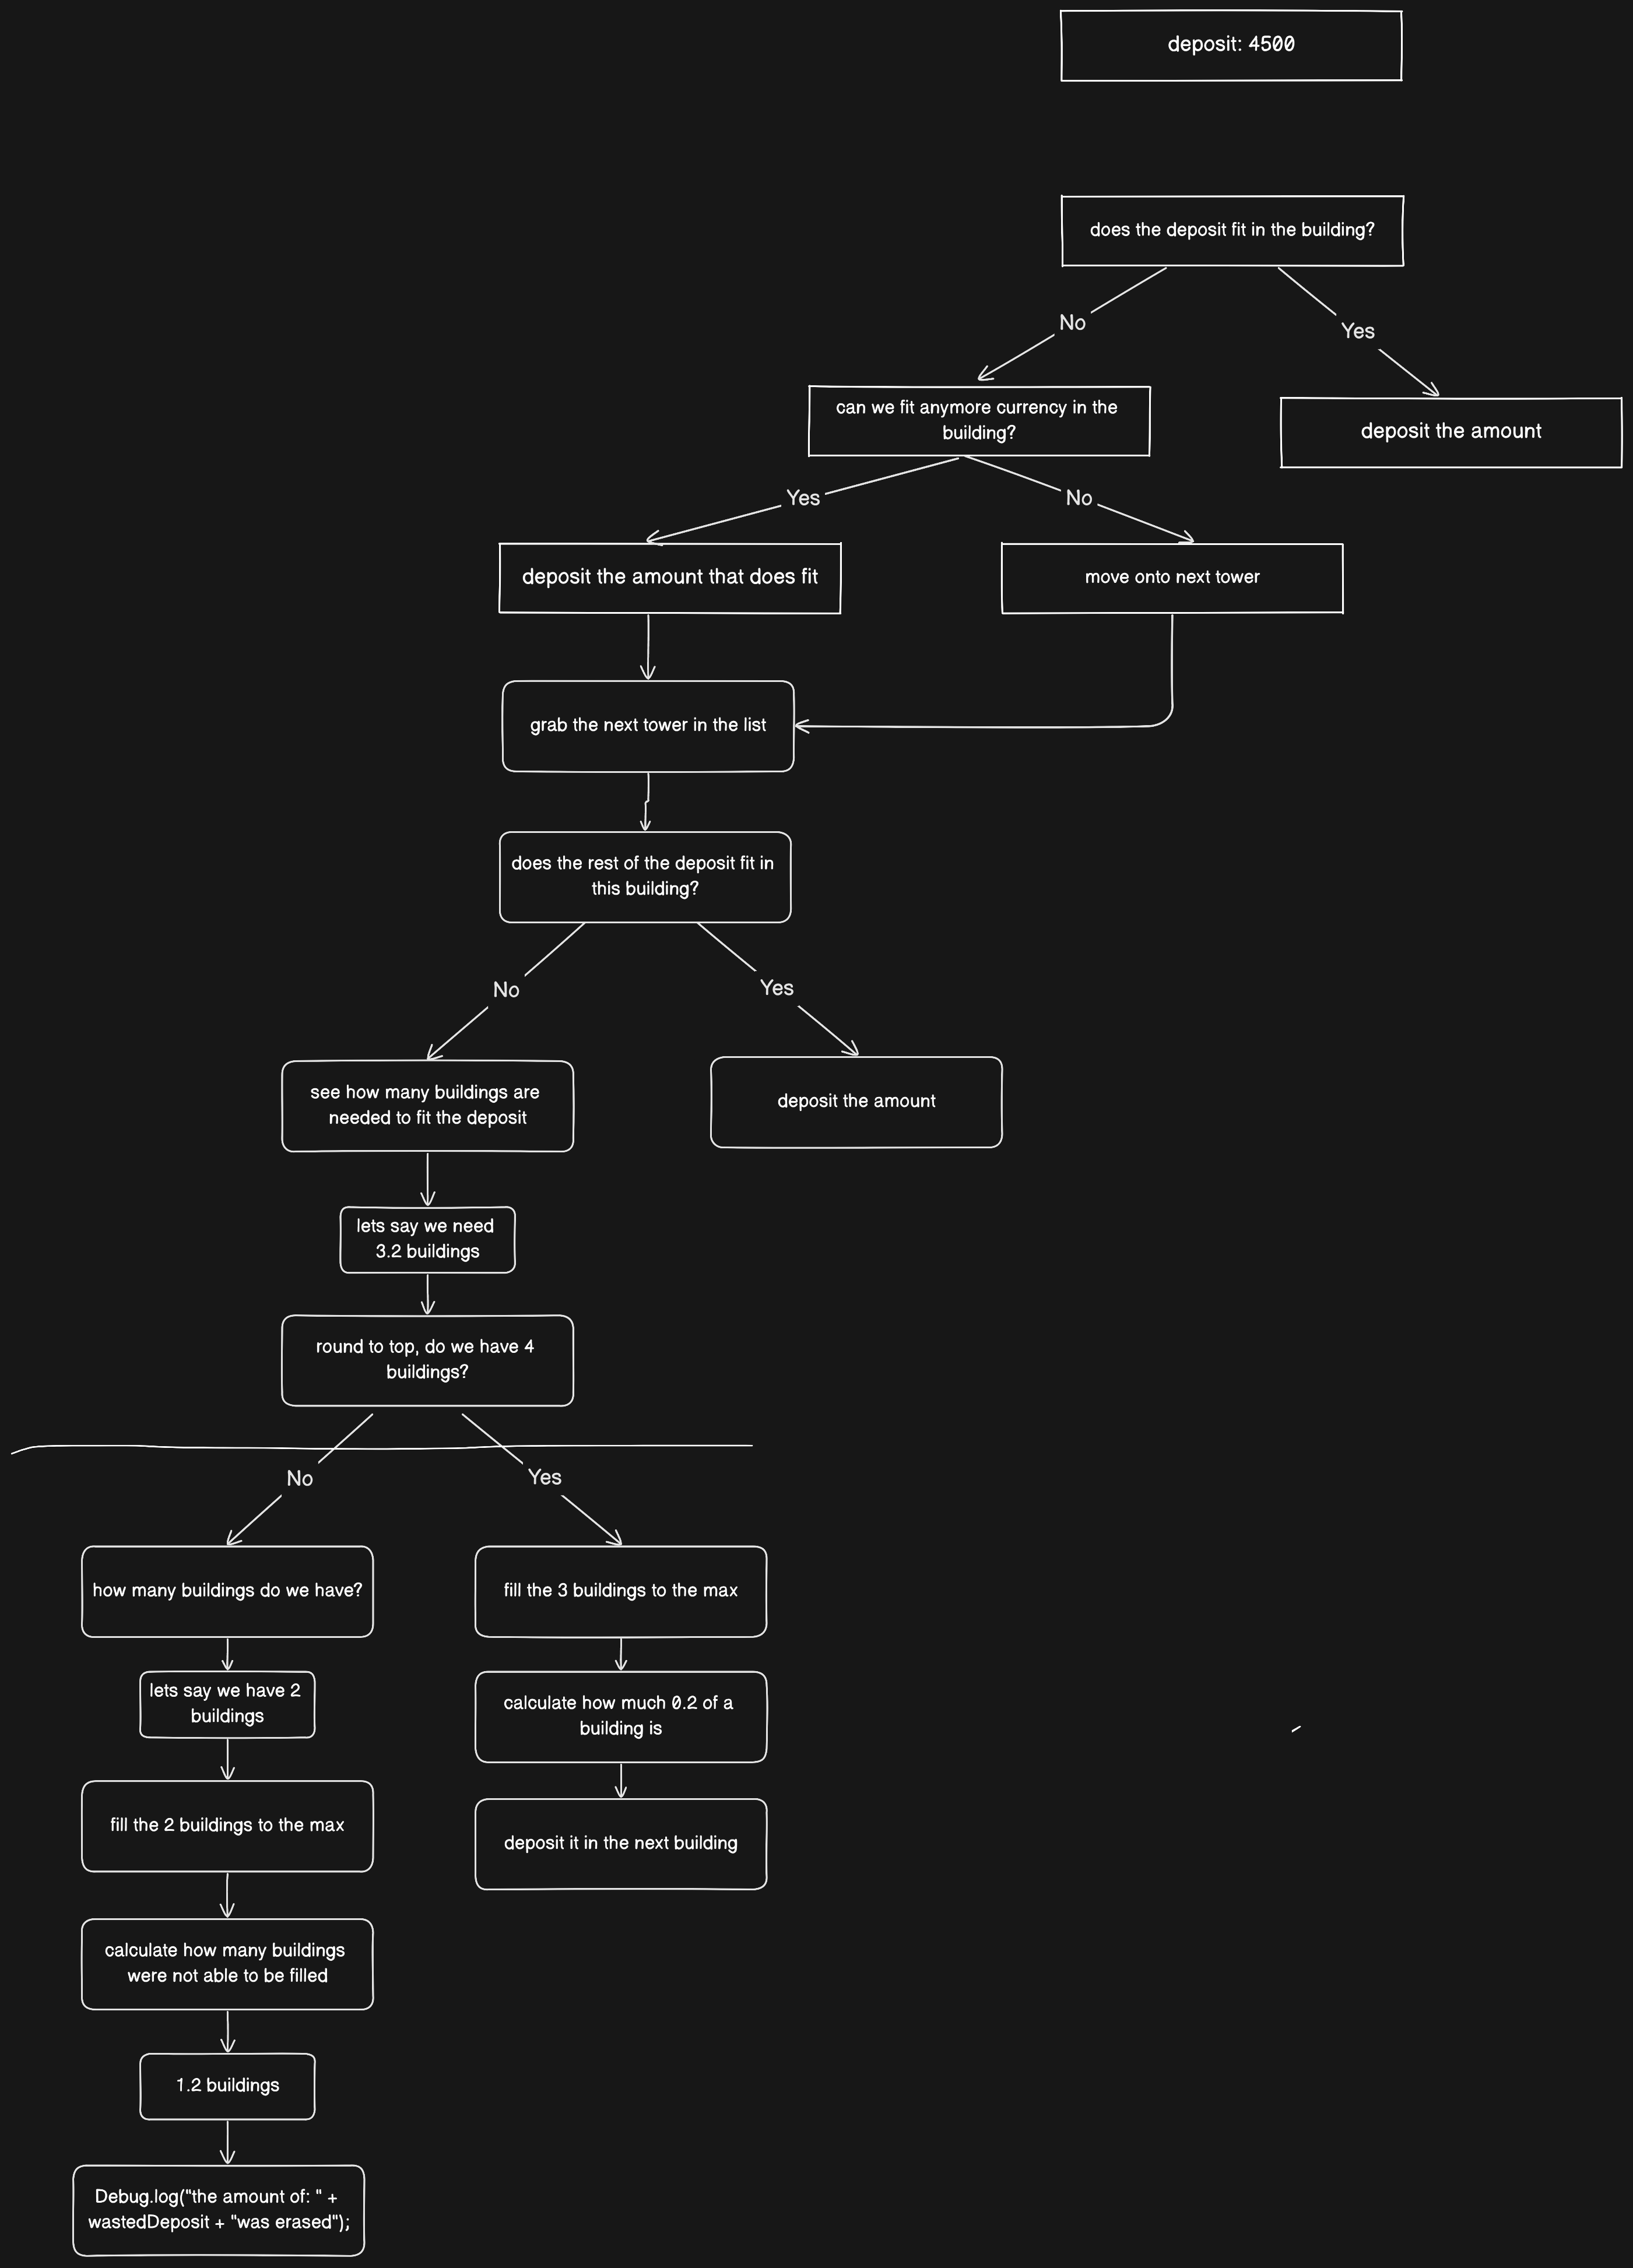 deposit: 4500
does the deposit fit in the building?
No
Yes
can we fit anymore currency in the
building?
deposit the amount
Yes
No
deposit the amount that does fit
move onto next tower
grab the next tower in the list
does the rest of the deposit fit in
this building?
No
Yes
see how many buildings are
needed to fit the deposit
deposit the amount
lets say we need
3.2 buildings
round to top, do we have 4
buildings?
No
Yes
how many buildings do we have?
fill the 3 buildings to the max
lets say we have 2
buildings
calculate how much 0.2 of a
building is
fill the 2 buildings to the max
deposit it in the next building
calculate how many buildings
were not able to be filled
1.2 buildings
Debug.log("the amount of: " +
wastedDeposit + "was erased");